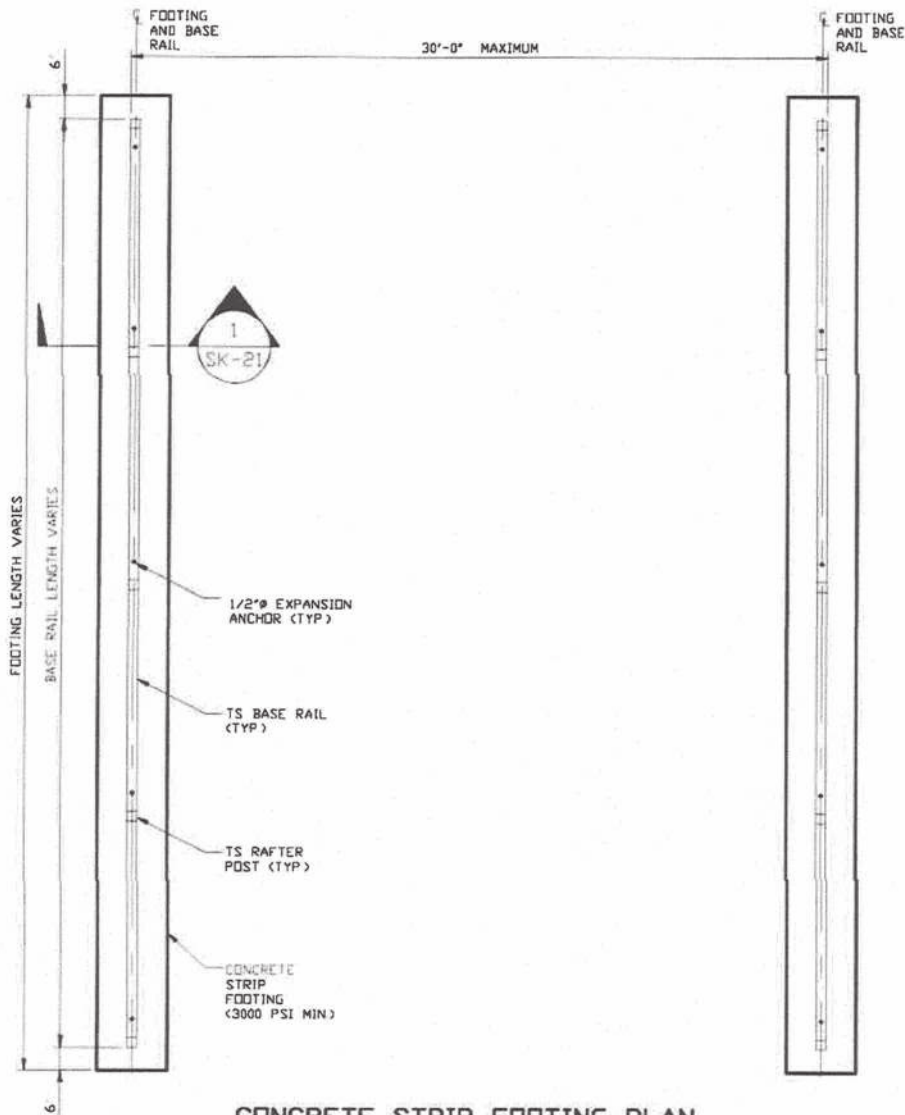 ℄ FOOTING
AND BASE
RAIL
℄ FOOTING
AND BASE
RAIL
30'-0" MAXIMUM
6"
1
SK-21
FOOTING LENGTH VARIES
BASE RAIL LENGTH VARIES
1/2"ø EXPANSION
ANCHOR (TYP)
TS BASE RAIL
(TYP)
TS RAFTER
POST (TYP)
CONCRETE
STRIP
FOOTING
(3000 PSI MIN)
6
CONCRETE STRIP FOOTING PLAN